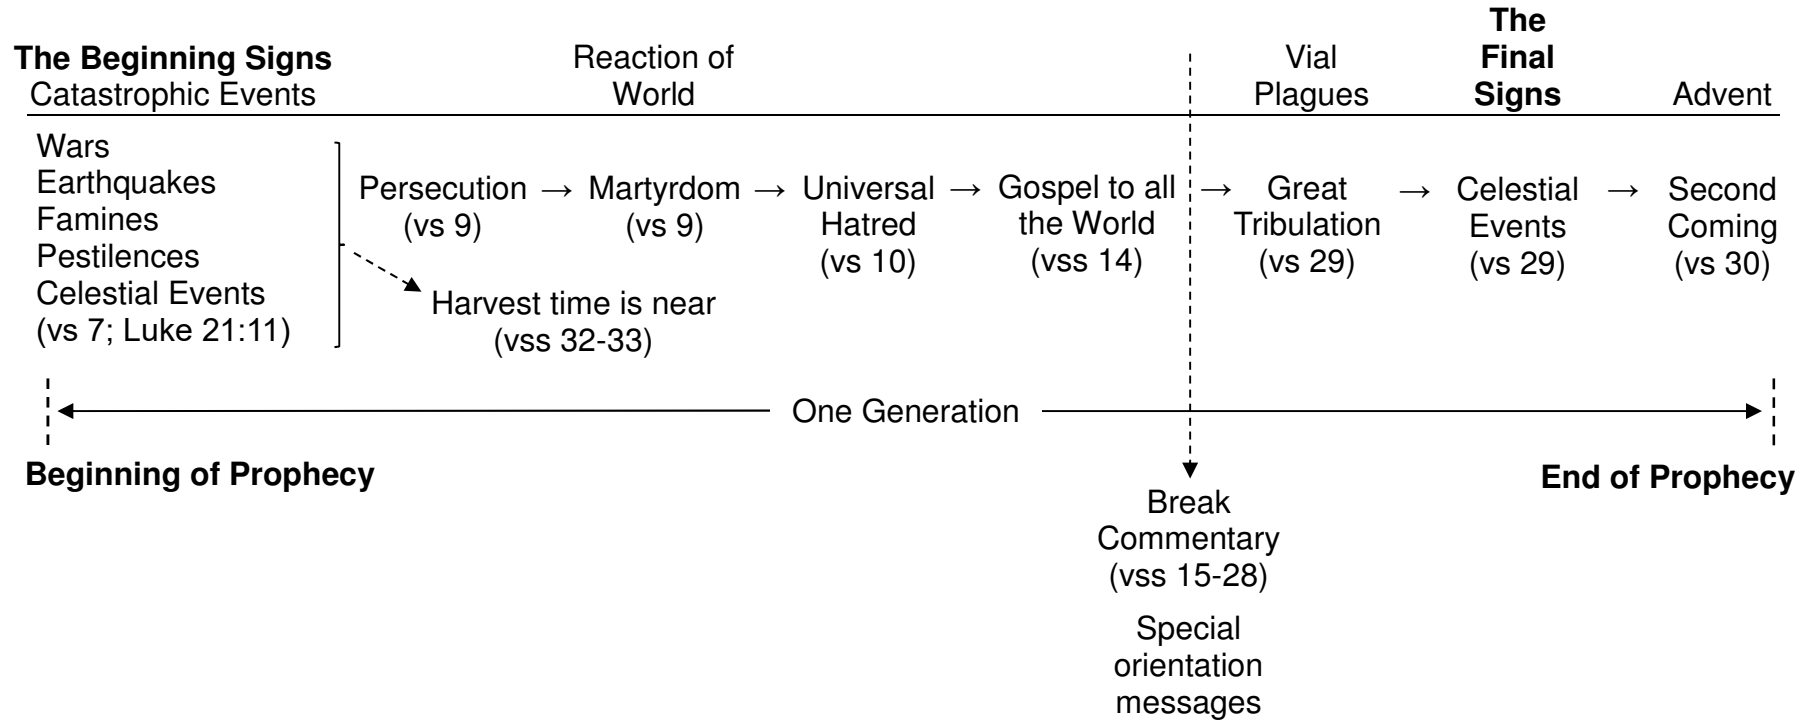 The Beginning Signs
Catastrophic Events
Reaction of
World
Vial
Plagues
The
Final
Signs
Advent
Wars
Earthquakes
Famines
Pestilences
Celestial Events
(vs 7; Luke 21:11)
Persecution → Martyrdom → Universal → Gospel to all → Great → Celestial → Second
(vs 9)
(vs 9)
Hatred
(vs 10)
the World
(vss 14)
Tribulation
(vs 29)
Events
(vs 29)
Coming
(vs 30)
Harvest time is near
(vss 32-33)
One Generation
Beginning of Prophecy
End of Prophecy
Break
Commentary
(vss 15-28)
Special
orientation
messages